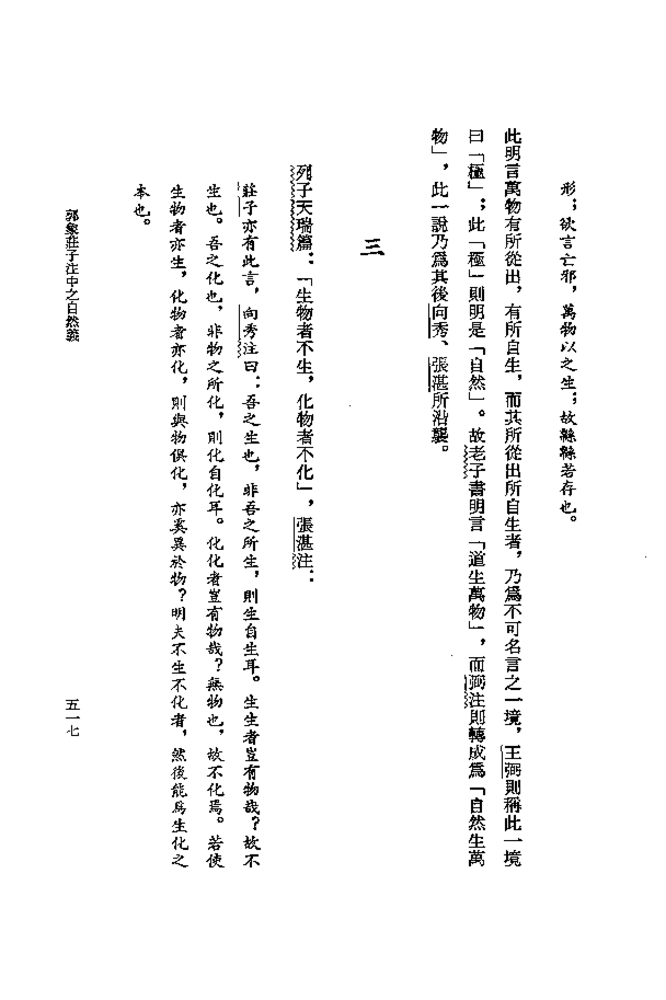 形；欲言亡邪，萬物以之生；故緜緜若存也。
此明言萬物有所從出，有所自生，而其所從出所自生者，乃爲不可名言之一境，王弼則稱此一境
曰「極」；此「極」則明是「自然」。故老子書明言「道生萬物」，而弼注則轉成爲「自然生萬
物」，此一說乃爲其後向秀、張湛所沿襲。
三
列子天瑞篇：「生物者不生，化物者不化」，張湛注：
莊子亦有此言，向秀注曰：吾之生也，非吾之所生，則生自生耳。生生者豈有物哉？故不
生也。吾之化也，非物之所化，則化自化耳。化化者豈有物哉？無物也，故不化焉。若使
生物者亦生，化物者亦化，則與物俱化，亦奚異於物？明夫不生不化者，然後能爲生化之
本也。
郭象莊子注中之自然義
五一七